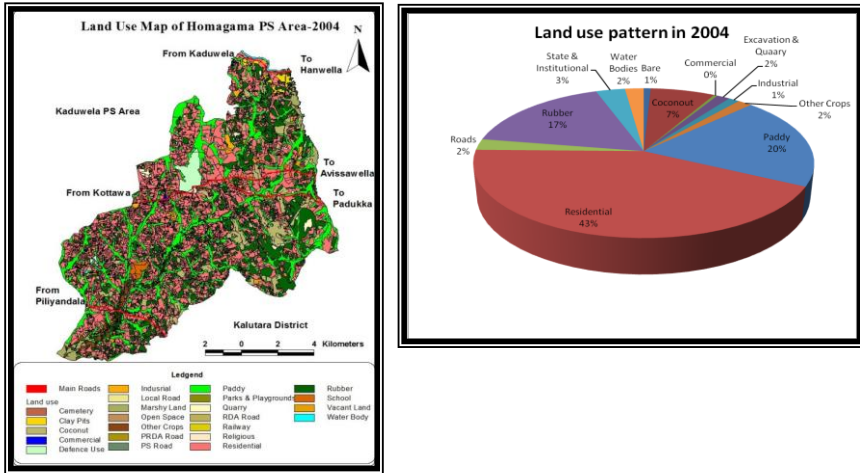 Land Use Map of Homagama PS Area-2004
N
From Kaduwela
To
Hanwella
Kaduwela PS Area
To
Avissawella
From Kottawa
To
Padukka
From
Piliyandala
Kalutara District
2 0 2 4
Kilometers
Legedend
Main Roads
Land use
Cemetery
Clay Pits
Coconut
Commercial
Defence Use
Indusrial
Local Road
Marshy Land
Open Space
Other Crops
PRDA Road
PS Road
Paddy
Parks & Playgrounds
Quarry
RDA Road
Railway
Religious
Residential
Rubber
School
Vacant Land
Water Body
Land use pattern in 2004
State &
Institutional
3%
Water
Bodies
2%
Bare
1%
Commercial
0%
Excavation &
Quaary
2%
Industrial
1%
Other Crops
2%
Coconout
7%
Rubber
17%
Roads
2%
Paddy
20%
Residential
43%